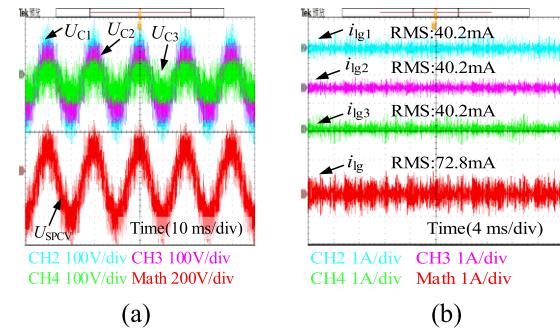 Tek
UC1
UC2
UC3
USPCV
Time(10 ms/div)
CH2 100V/div CH3 100V/div
CH4 100V/div Math 200V/div
(a)
Tek
ilg1
RMS:40.2mA
ilg2
RMS:40.2mA
ilg3
RMS:40.2mA
ilg
RMS:72.8mA
Time(4 ms/div)
CH2 1A/div CH3 1A/div
CH4 1A/div Math 1A/div
(b)